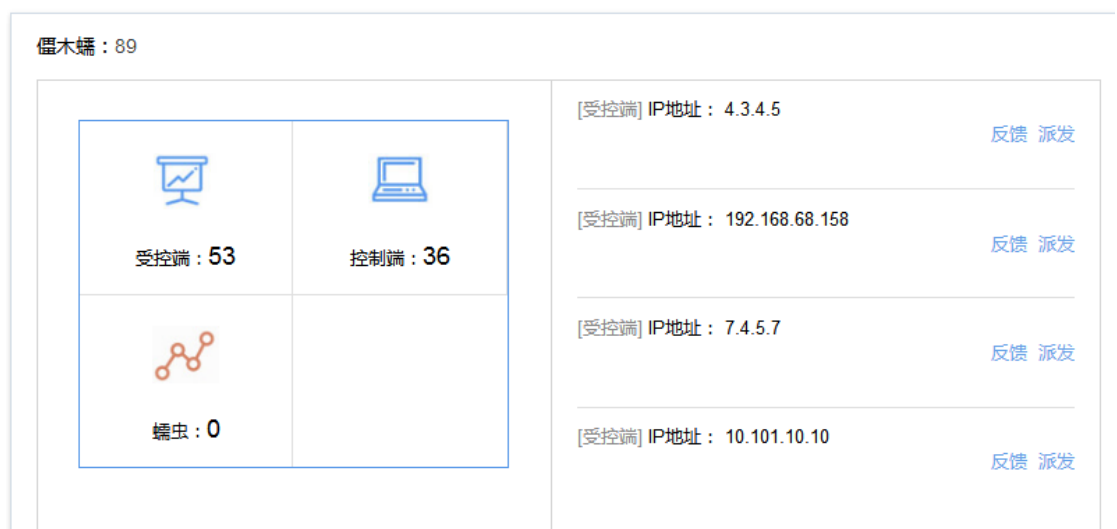 僵木蠕：89
受控端：53
控制端：36
蠕虫：0
[受控端] IP地址： 4.3.4.5
反馈 派发
[受控端] IP地址： 192.168.68.158
反馈 派发
[受控端] IP地址： 7.4.5.7
反馈 派发
[受控端] IP地址： 10.101.10.10
反馈 派发